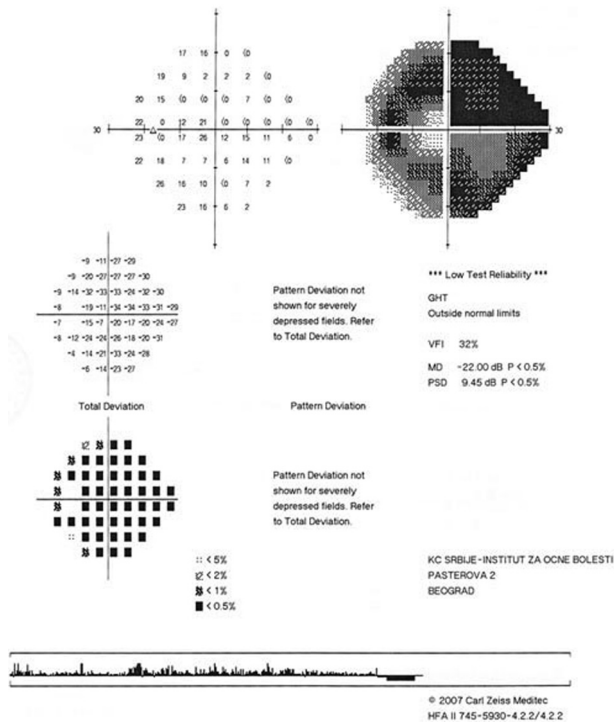 17 16 0 <0
19 9 2 2 2 <0
20 15 <0 <0 <0 7 <0 <0
22 0 12 21 <0 <0 <0 <0 <0
30 30
23 <0 17 26 12 15 11 6 0
22 18 7 7 6 14 11 <0
26 16 10 <0 7 2
23 16 6 2
-9 -11 -27 -29
-9 -20 -27 -27 -27 -30
-9 -14 -32 -33 -33 -24 -32 -30
-8 -19 -11 -34 -34 -33 -31 -29
-7 -15 -7 -20 -17 -20 -24 -27
-8 -12 -24 -24 -26 -18 -20 -31
-4 -14 -21 -33 -24 -28
-6 -14 -23 -27
Total Deviation
Pattern Deviation not
shown for severely
depressed fields. Refer
to Total Deviation.
Pattern Deviation
*** Low Test Reliability ***
GHT
Outside normal limits
VFI 32%
MD -22.00 dB P < 0.5%
PSD 9.45 dB P < 0.5%
Pattern Deviation not
shown for severely
depressed fields. Refer
to Total Deviation.
< 5%
< 2%
< 1%
< 0.5%
KC SRBIJE-INSTITUT ZA OCNE BOLESTI
PASTEROVA 2
BEOGRAD
© 2007 Carl Zeiss Meditec
HFA II 745-5930-4.2.2/4.2.2